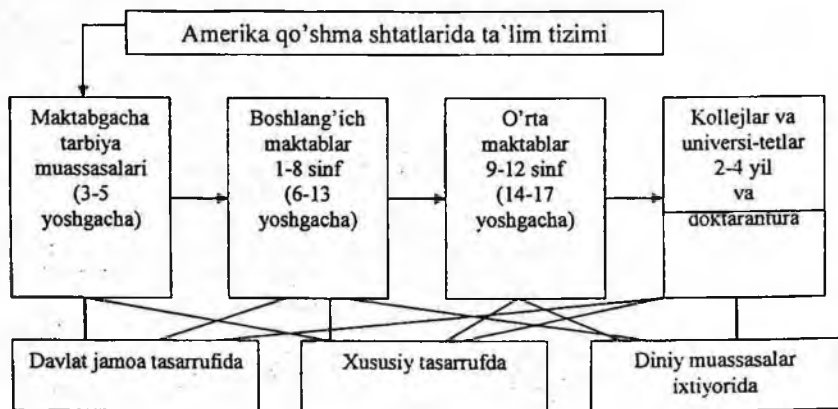 Amerika qo’shma shtatlarida ta`lim tizimi
Maktabgacha
tarbiya
muassasalari
(3-5
yoshgacha)
Boshlang’ich
maktablar
1-8 sinf
(6-13
yoshgacha)
O’rta
maktablar
9-12 sinf
(14-17
yoshgacha)
Kollejlar va
universi-tetlar
2-4 yil
va
doktarantura
Davlat jamoa tasarrufida
Xususiy tasarrufda
Diniy muassasalar
ixtiyorida